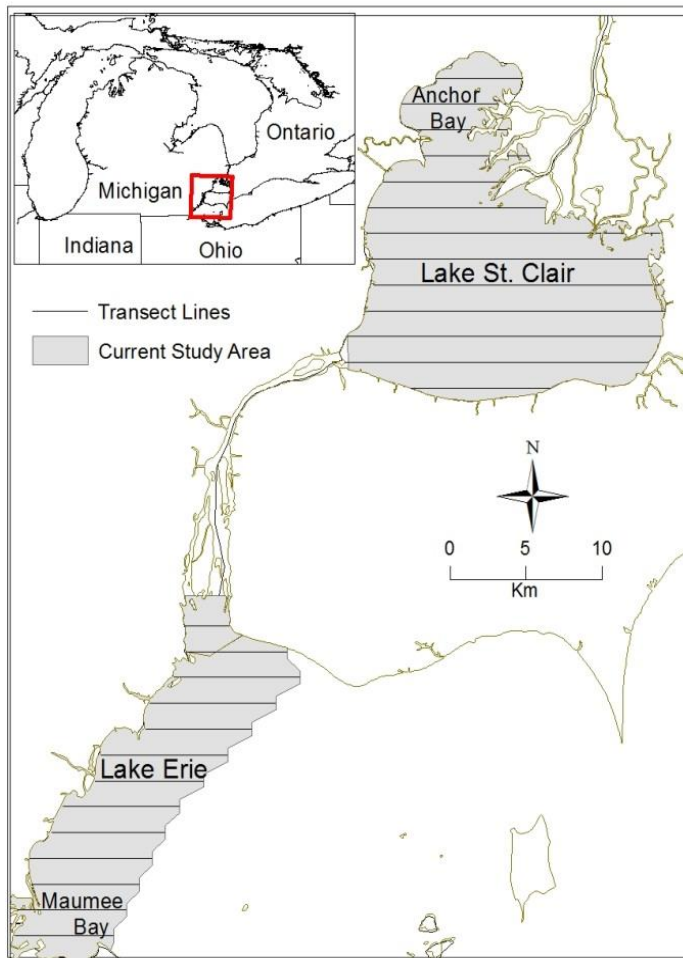 Ontario
Michigan
Indiana
Ohio
Anchor
Bay
Lake St. Clair
Transect Lines
Current Study Area
N
0 5 10
Km
Lake Erie
Maumee
Bay